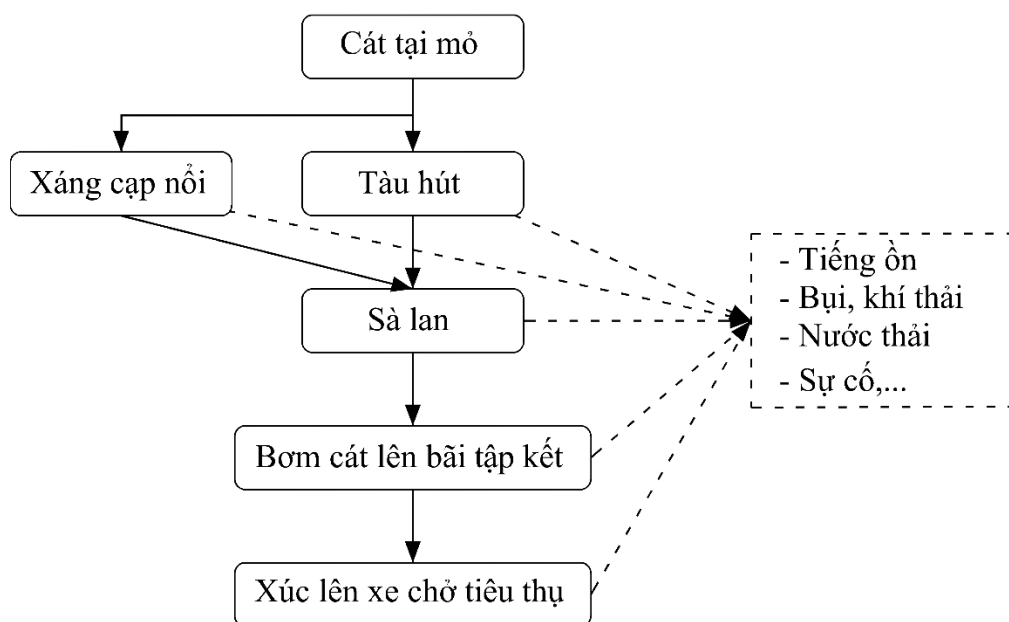 Cát tại mỏ
Xáng cạp nổi
Tàu hút
Sà lan
Bơm cát lên bãi tập kết
Xúc lên xe chở tiêu thụ
- Tiếng ồn
- Bụi, khí thải
- Nước thải
- Sự cố,...